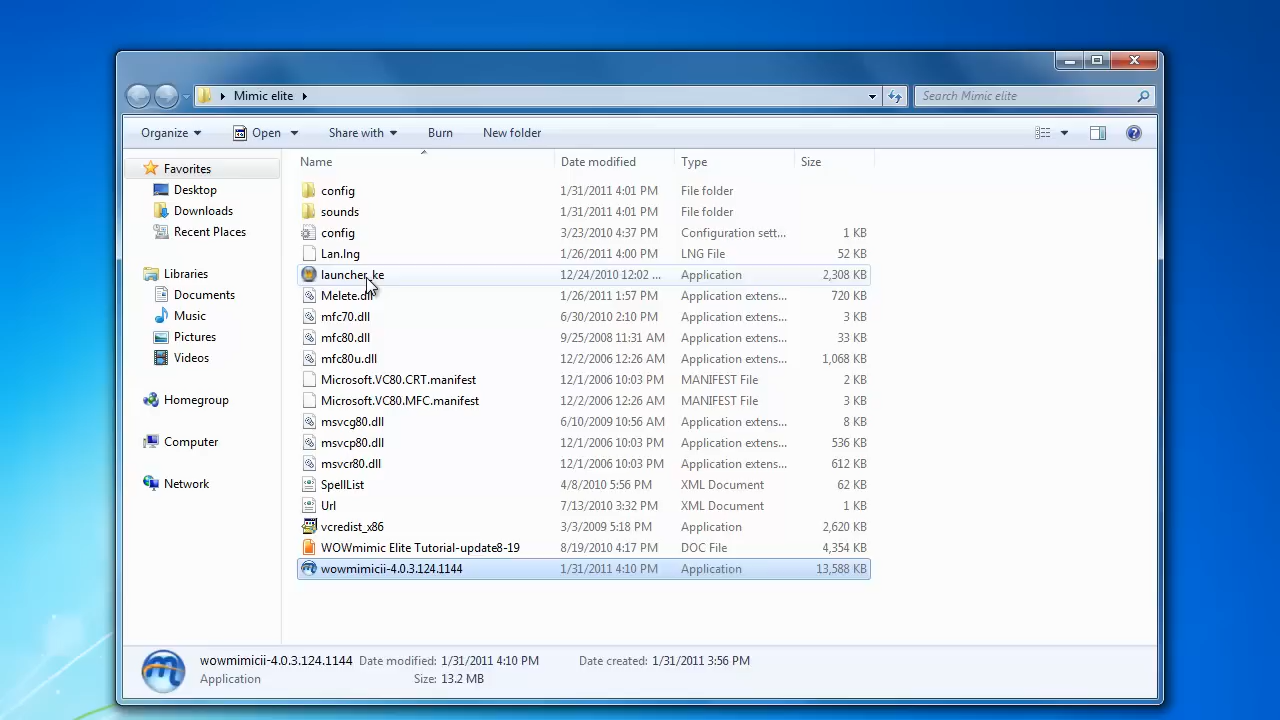 Mimic elite
Search Mimic elite
Organize Open Share with Burn New folder
Name Date modified Type Size
Favorites
Desktop
Downloads
Recent Places
Libraries
Documents
Music
Pictures
Videos
Homegroup
Computer
Network
config 1/31/2011 4:01 PM File folder
sounds 1/31/2011 4:01 PM File folder
config 3/23/2010 4:37 PM Configuration sett... 1 KB
Lan.lng 1/26/2011 4:00 PM LNG File 52 KB
launcher_ke 12/24/2010 12:02 ... Application 2,308 KB
Melete.dll 1/26/2011 1:57 PM Application extens... 720 KB
mfc70.dll 6/30/2010 2:10 PM Application extens... 3 KB
mfc80.dll 9/25/2008 11:31 AM Application extens... 33 KB
mfc80u.dll 12/2/2006 12:26 AM Application extens... 1,068 KB
Microsoft.VC80.CRT.manifest 12/1/2006 10:03 PM MANIFEST File 2 KB
Microsoft.VC80.MFC.manifest 12/2/2006 12:26 AM MANIFEST File 3 KB
msvcg80.dll 6/10/2009 10:56 AM Application extens... 8 KB
msvcp80.dll 12/1/2006 10:03 PM Application extens... 536 KB
msvcr80.dll 12/1/2006 10:03 PM Application extens... 612 KB
SpellList 4/8/2010 5:56 PM XML Document 62 KB
Url 7/13/2010 3:32 PM XML Document 1 KB
vcredist_x86 3/3/2009 5:18 PM Application 2,620 KB
WOWmimic Elite Tutorial-update8-19 8/19/2010 4:17 PM DOC File 4,354 KB
wowmimicii-4.0.3.124.1144 1/31/2011 4:10 PM Application 13,588 KB
wowmimicii-4.0.3.124.1144 Date modified: 1/31/2011 4:10 PM Date created: 1/31/2011 3:56 PM
Application Size: 13.2 MB